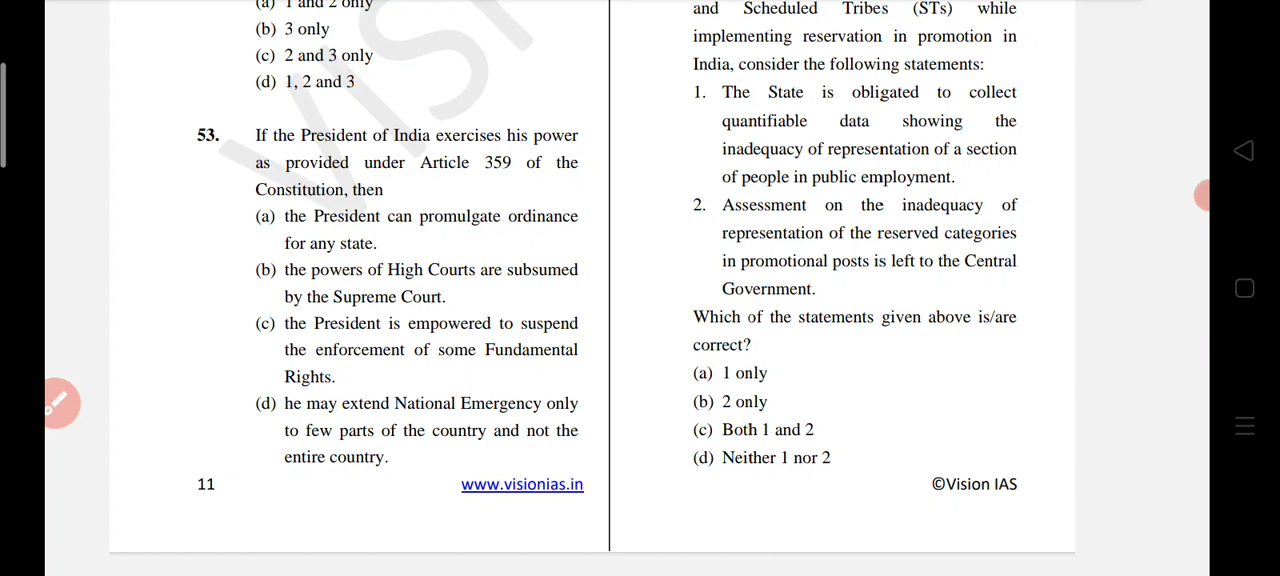 (a) 1 and 2 only
(b) 3 only
(c) 2 and 3 only
(d) 1, 2 and 3
53. If the President of India exercises his power
as provided under Article 359 of the
Constitution, then
(a) the President can promulgate ordinance
for any state.
(b) the powers of High Courts are subsumed
by the Supreme Court.
(c) the President is empowered to suspend
the enforcement of some Fundamental
Rights.
(d) he may extend National Emergency only
to few parts of the country and not the
entire country.
and Scheduled Tribes (STs) while
implementing reservation in promotion in
India, consider the following statements:
1. The State is obligated to collect
quantifiable data showing the
inadequacy of representation of a section
of people in public employment.
2. Assessment on the inadequacy of
representation of the reserved categories
in promotional posts is left to the Central
Government.
Which of the statements given above is/are
correct?
(a) 1 only
(b) 2 only
(c) Both 1 and 2
(d) Neither 1 nor 2
11 www.visionias.in ©Vision IAS
VISI